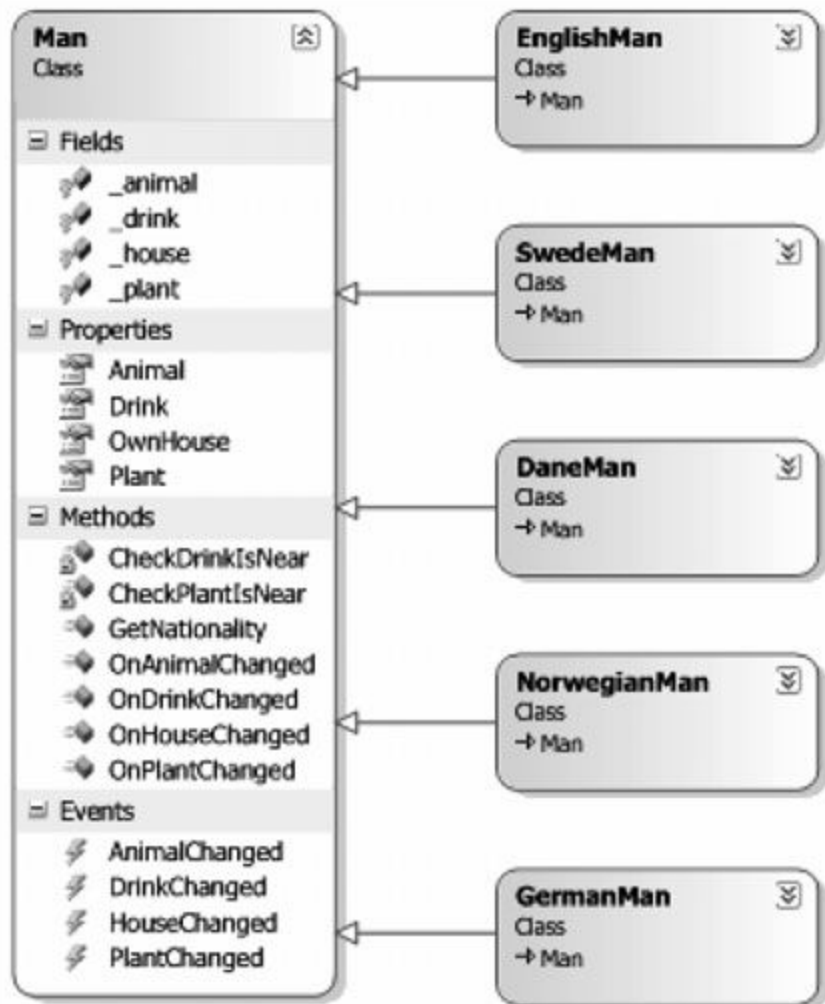 Man
Class
Fields
_animal
_drink
_house
_plant
Properties
Animal
Drink
OwnHouse
Plant
Methods
CheckDrinkIsNear
CheckPlantIsNear
GetNationality
OnAnimalChanged
OnDrinkChanged
OnHouseChanged
OnPlantChanged
Events
AnimalChanged
DrinkChanged
HouseChanged
PlantChanged
EnglishMan
Class
Man
SwedeMan
Class
Man
DaneMan
Class
Man
NorwegianMan
Class
Man
GermanMan
Class
Man